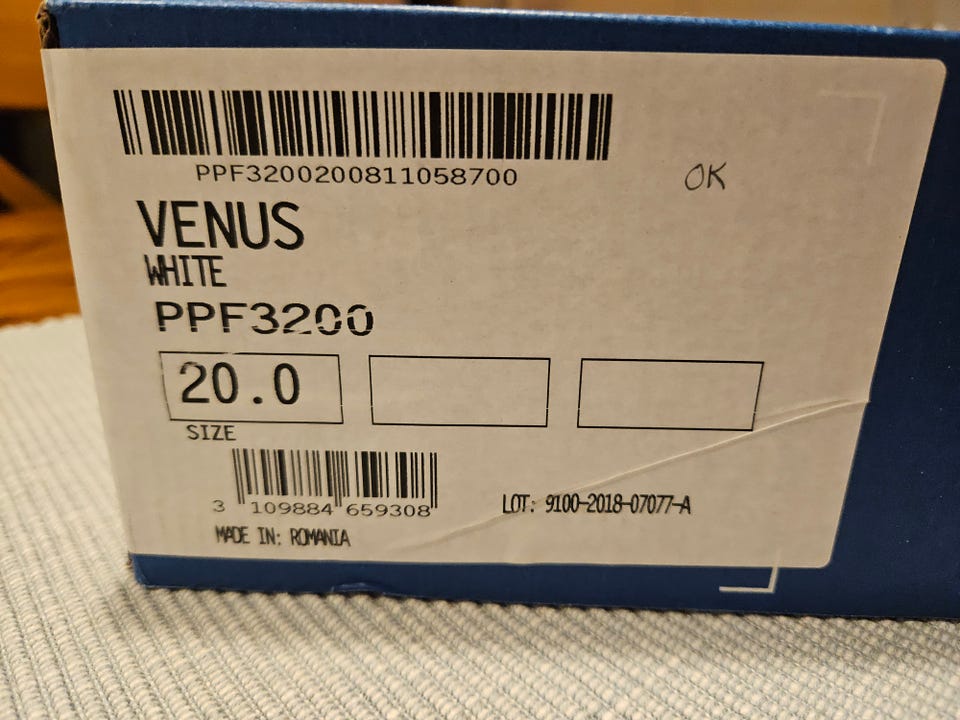 PPF3200200811058700
OK
VENUS
WHITE
PPF3200
20.0
SIZE
3 109884 659308
LOT: 9100-2018-07077-A
MADE IN: ROMANIA